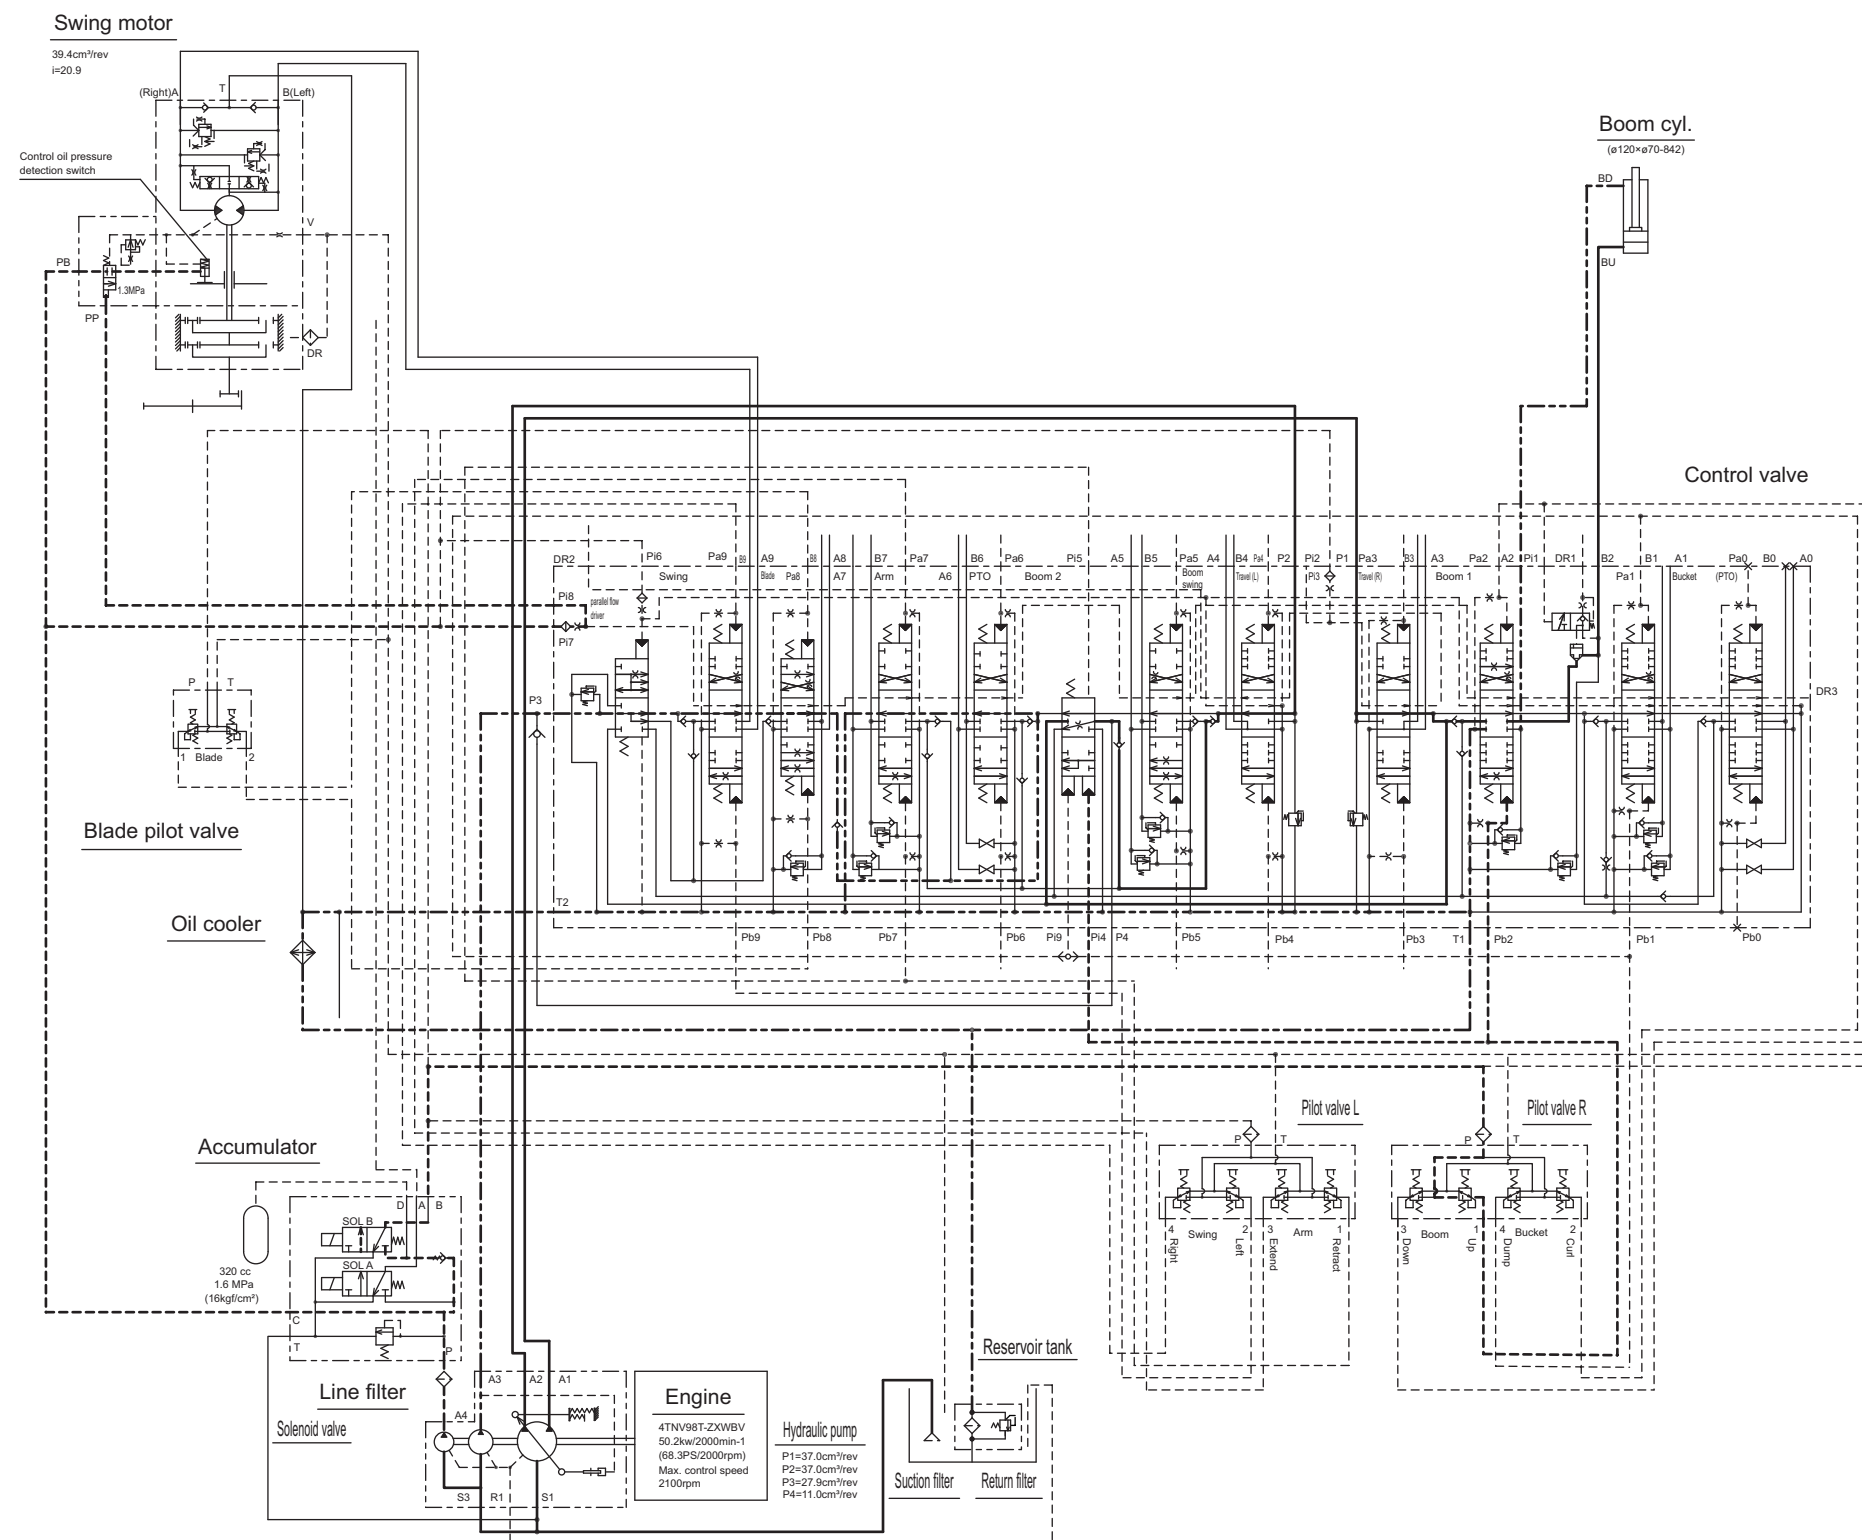 Swing motor
39.4cm³/rev
i=20.9
(Right)A
T
B(Left)
Control oil pressure
detection switch
V
PB
1.3MPa
PP
DR
Boom cyl.
(ø120×ø70-842)
BD
BU
Control valve
DR2
Pi6
Pa9
B9
A9
B8
A8
B7
Pa7
B6
Pa6
Pi5
A5
B5
Pa5
A4
B4
Pa4
P2
Pi2
P1
Pa3
B3
A3
Pa2
A2
Pi1
DR1
B2
B1
A1
Pa0
B0
A0
Swing
Blade
Pa8
A7
Arm
A6
PTO
Boom 2
Boom
swing
Travel (L)
Pi3
Travel (R)
Boom 1
Pa1
Bucket
(PTO)
Pi8
parallel flow
driver
Pi7
P3
DR3
P
T
1
Blade
2
Blade pilot valve
T2
Oil cooler
Pb9
Pb8
Pb7
Pb6
Pi9
Pi4
P4
Pb5
Pb4
Pb3
T1
Pb2
Pb1
Pb0
Pilot valve L
Pilot valve R
P
T
P
T
Accumulator
D
A
B
SOL B
SOL A
320 cc
1.6 MPa
(16kgf/cm²)
C
T
P
4
Right
Swing
2
Left
3
Extend
Arm
1
Retract
3
Down
Boom
1
Up
4
Dump
Bucket
2
Curl
Reservoir tank
Line filter
Solenoid valve
A3
A2
A1
A4
S3
R1
S1
Engine
4TNV98T-ZXWBV
50.2kw/2000min-1
(68.3PS/2000rpm)
Max. control speed
2100rpm
Hydraulic pump
P1=37.0cm³/rev
P2=37.0cm³/rev
P3=27.9cm³/rev
P4=11.0cm³/rev
Suction filter
Return filter